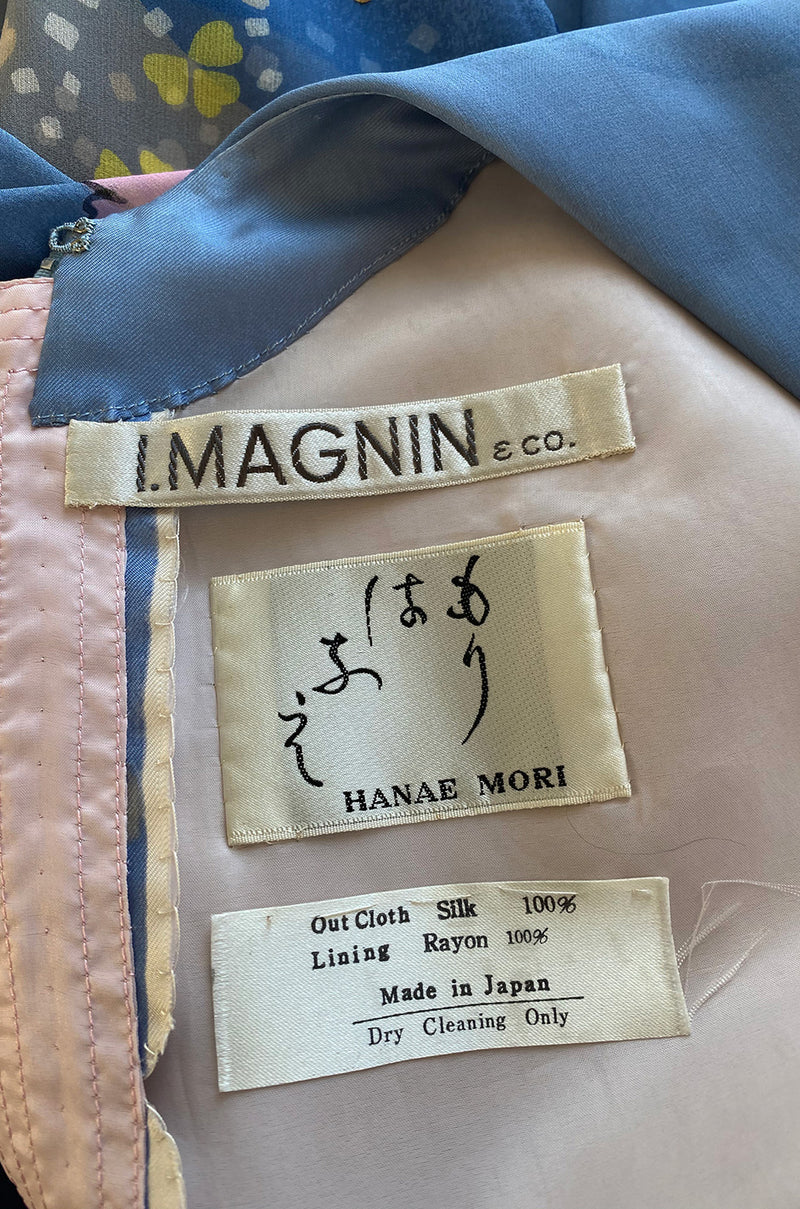 I.MAGNIN & CO.
もり
はなゑ
HANAE MORI
Out Cloth Silk 100%
Lining Rayon 100%
Made in Japan
Dry Cleaning Only